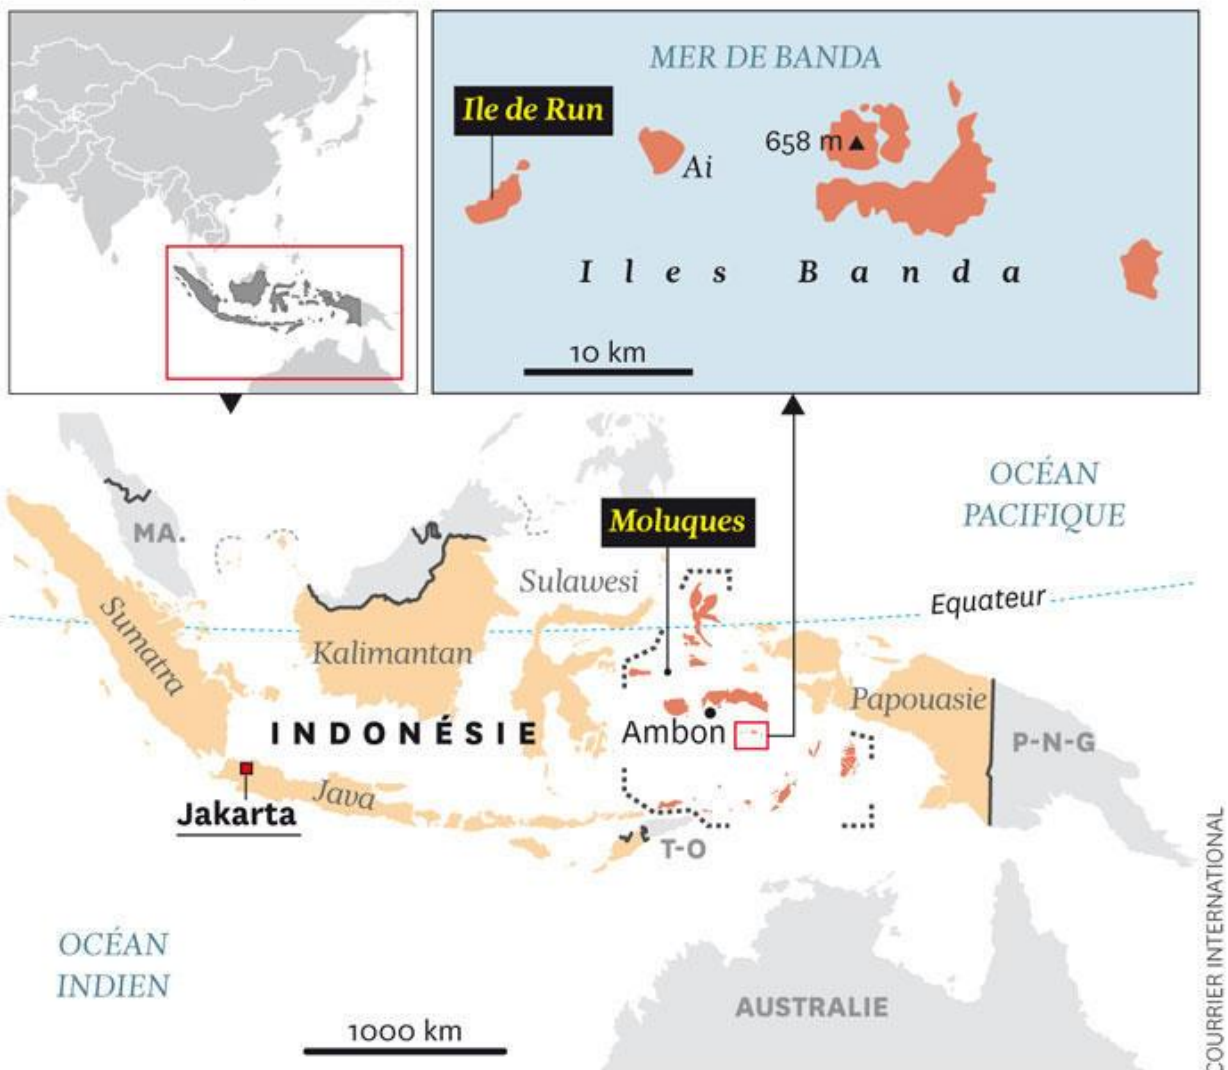 MER DE BANDA
Ile de Run
658 m
Ai
Iles Banda
10 km
OCÉAN
PACIFIQUE
Moluques
MA.
Sulawesi
Equateur
Sumatra
Kalimantan
Papouasie
INDONÉSIE
Ambon
P-N-G
Java
Jakarta
T-O
OCÉAN
INDIEN
AUSTRALIE
1000 km
COURRIER INTERNATIONAL